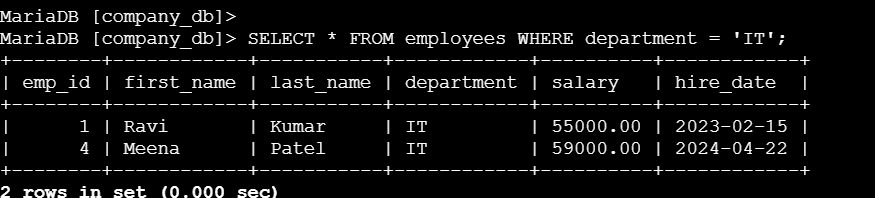 MariaDB [company_db]>
MariaDB [company_db]> SELECT * FROM employees WHERE department = 'IT';
+--------+------------+-----------+------------+----------+------------+
| emp_id | first_name | last_name | department | salary   | hire_date  |
+--------+------------+-----------+------------+----------+------------+
|      1 | Ravi       | Kumar     | IT         | 55000.00 | 2023-02-15 |
|      4 | Meena      | Patel     | IT         | 59000.00 | 2024-04-22 |
+--------+------------+-----------+------------+----------+------------+
2 rows in set (0.000 sec)